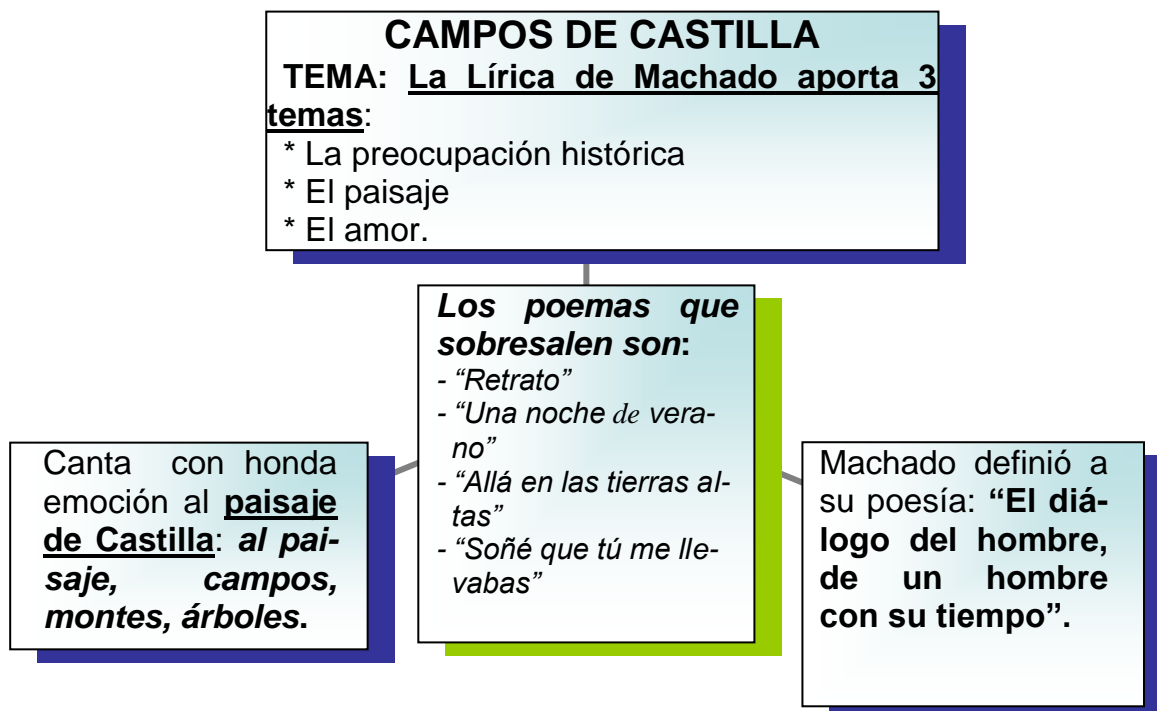 CAMPOS DE CASTILLA
TEMA: La Lírica de Machado aporta 3
temas:
* La preocupación histórica
* El paisaje
* El amor.
Los poemas que
sobresalen son:
- “Retrato”
- “Una noche de vera-
no”
- “Allá en las tierras al-
tas”
- “Soñé que tú me lle-
vabas”
Canta con honda
emoción al paisaje
de Castilla: al pai-
saje, campos,
montes, árboles.
Machado definió a
su poesía: “El diá-
logo del hombre,
de un hombre
con su tiempo”.